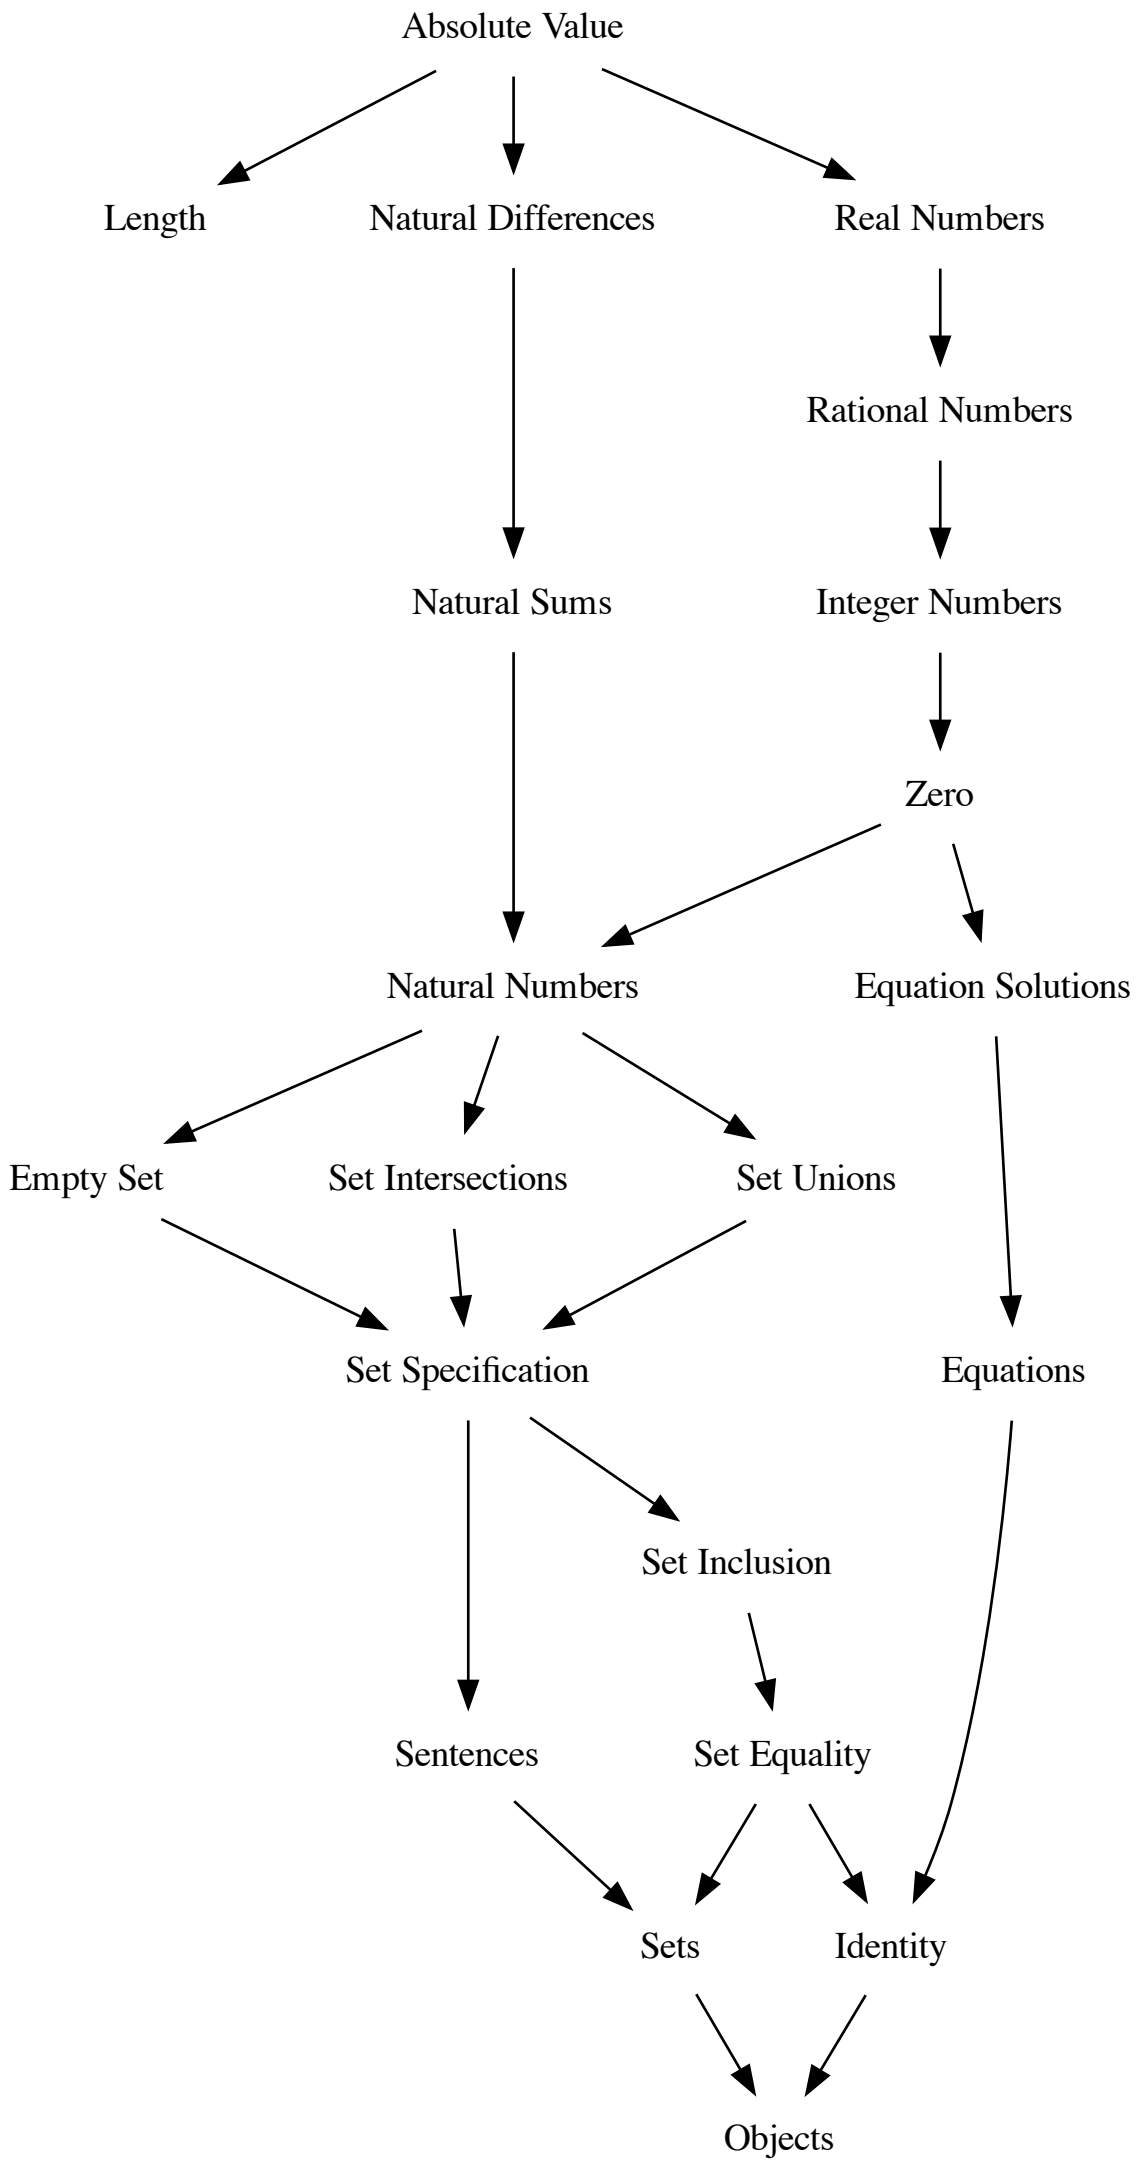 Absolute Value
Length
Natural Differences
Real Numbers
Rational Numbers
Natural Sums
Integer Numbers
Zero
Natural Numbers
Equation Solutions
Empty Set
Set Intersections
Set Unions
Set Specification
Equations
Set Inclusion
Sentences
Set Equality
Sets
Identity
Objects